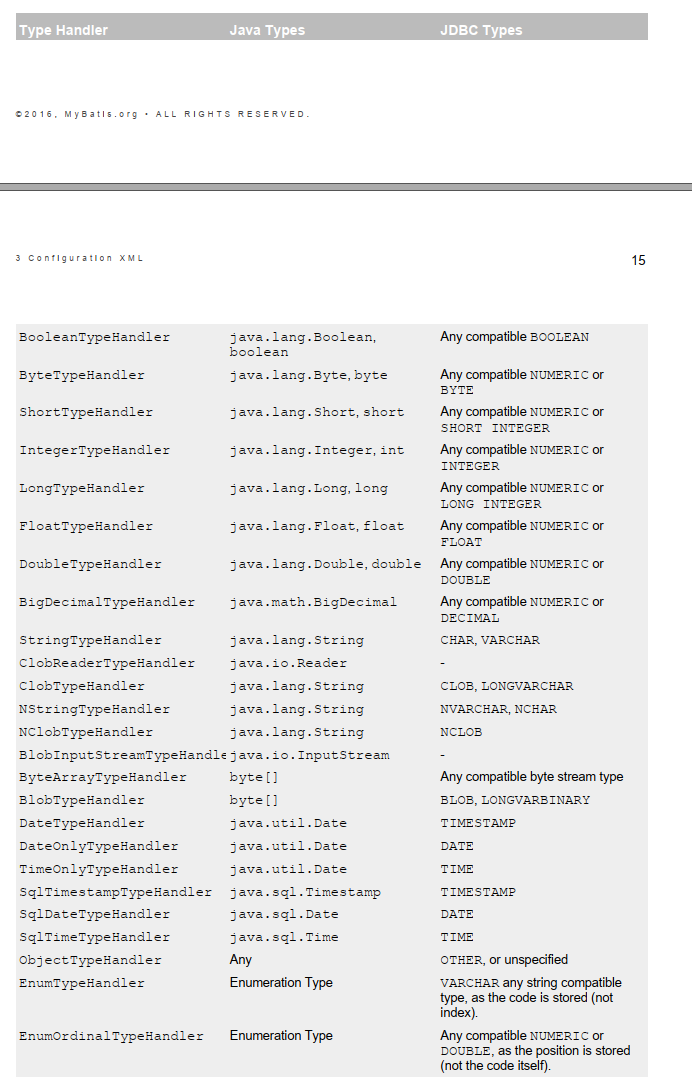 Type Handler Java Types JDBC Types
©2016, MyBatis.org • ALL RIGHTS RESERVED.
3 Configuration XML 15
BooleanTypeHandler java.lang.Boolean, Any compatible BOOLEAN
boolean
ByteTypeHandler java.lang.Byte, byte Any compatible NUMERIC or
BYTE
ShortTypeHandler java.lang.Short, short Any compatible NUMERIC or
SHORT INTEGER
IntegerTypeHandler java.lang.Integer, int Any compatible NUMERIC or
INTEGER
LongTypeHandler java.lang.Long, long Any compatible NUMERIC or
LONG INTEGER
FloatTypeHandler java.lang.Float, float Any compatible NUMERIC or
FLOAT
DoubleTypeHandler java.lang.Double, double Any compatible NUMERIC or
DOUBLE
BigDecimalTypeHandler java.math.BigDecimal Any compatible NUMERIC or
DECIMAL
StringTypeHandler java.lang.String CHAR, VARCHAR
ClobReaderTypeHandler java.io.Reader -
ClobTypeHandler java.lang.String CLOB, LONGVARCHAR
NStringTypeHandler java.lang.String NVARCHAR, NCHAR
NClobTypeHandler java.lang.String NCLOB
BlobInputStreamTypeHandle java.io.InputStream -
ByteArrayTypeHandler byte[] Any compatible byte stream type
BlobTypeHandler byte[] BLOB, LONGVARBINARY
DateTypeHandler java.util.Date TIMESTAMP
DateOnlyTypeHandler java.util.Date DATE
TimeOnlyTypeHandler java.util.Date TIME
SqlTimestampTypeHandler java.sql.Timestamp TIMESTAMP
SqlDateTypeHandler java.sql.Date DATE
SqlTimeTypeHandler java.sql.Time TIME
ObjectTypeHandler Any OTHER, or unspecified
EnumTypeHandler Enumeration Type VARCHAR any string compatible
type, as the code is stored (not
index).
EnumOrdinalTypeHandler Enumeration Type Any compatible NUMERIC or
DOUBLE, as the position is stored
(not the code itself).